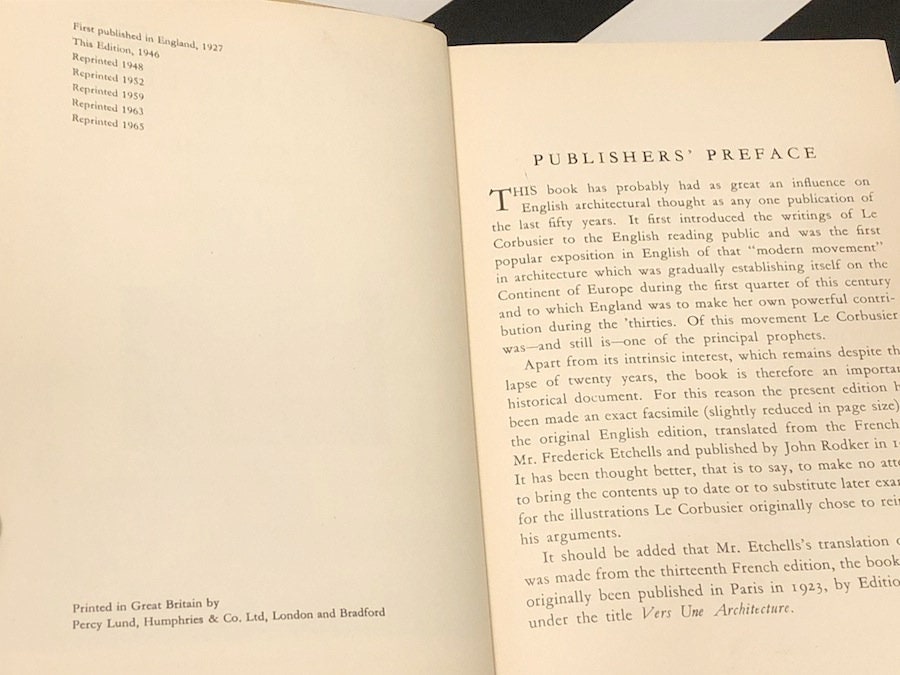 First published in England, 1927
This Edition, 1946
Reprinted 1948
Reprinted 1952
Reprinted 1959
Reprinted 1963
Reprinted 1965
Printed in Great Britain by
Percy Lund, Humphries & Co. Ltd, London and Bradford
PUBLISHERS’ PREFACE
THIS book has probably had as great an influence on
English architectural thought as any one publication of
the last fifty years. It first introduced the writings of Le
Corbusier to the English reading public and was the first
popular exposition in English of that “modern movement”
in architecture which was gradually establishing itself on the
Continent of Europe during the first quarter of this century
and to which England was to make her own powerful contri-
bution during the ’thirties. Of this movement Le Corbusier
was—and still is—one of the principal prophets.
Apart from its intrinsic interest, which remains despite
lapse of twenty years, the book is therefore an
historical document. For this reason the present edition
been made an exact facsimile (slightly reduced in page size)
the original English edition, translated from the French
Mr. Frederick Etchells and published by John Rodker in
It has been thought better, that is to say, to make no
to bring the contents up to date or to substitute later
for the illustrations Le Corbusier originally chose to
his arguments.
It should be added that Mr. Etchells’s translation
was made from the thirteenth French edition, the book
originally been published in Paris in 1923, by
under the title Vers Une Architecture.